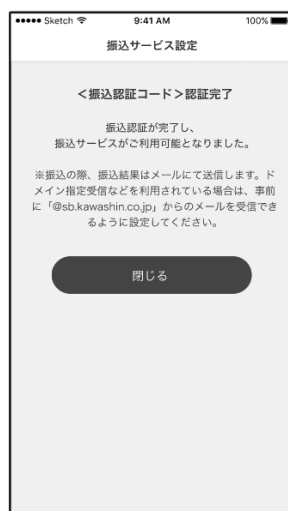 ●●●●● Sketch 9:41 AM 100%
振込サービス設定
＜振込認証コード＞認証完了
振込認証が完了し、
振込サービスがご利用可能となりました。
※振込の際、振込結果はメールにて送信します。ド
メイン指定受信などを利用されている場合は、事前
に「@sb.kawashin.co.jp」からのメールを受信でき
るように設定してください。
閉じる